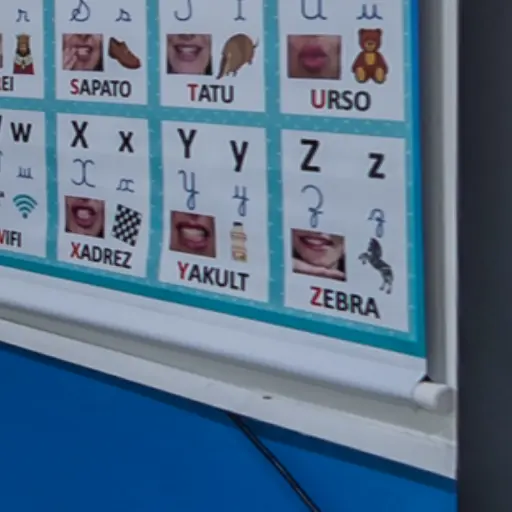 SAPATO
TATU
URSO
W
X x
Y y
Z z
X x
Y y
Z z
WIFI
XADREZ
YAKULT
ZEBRA